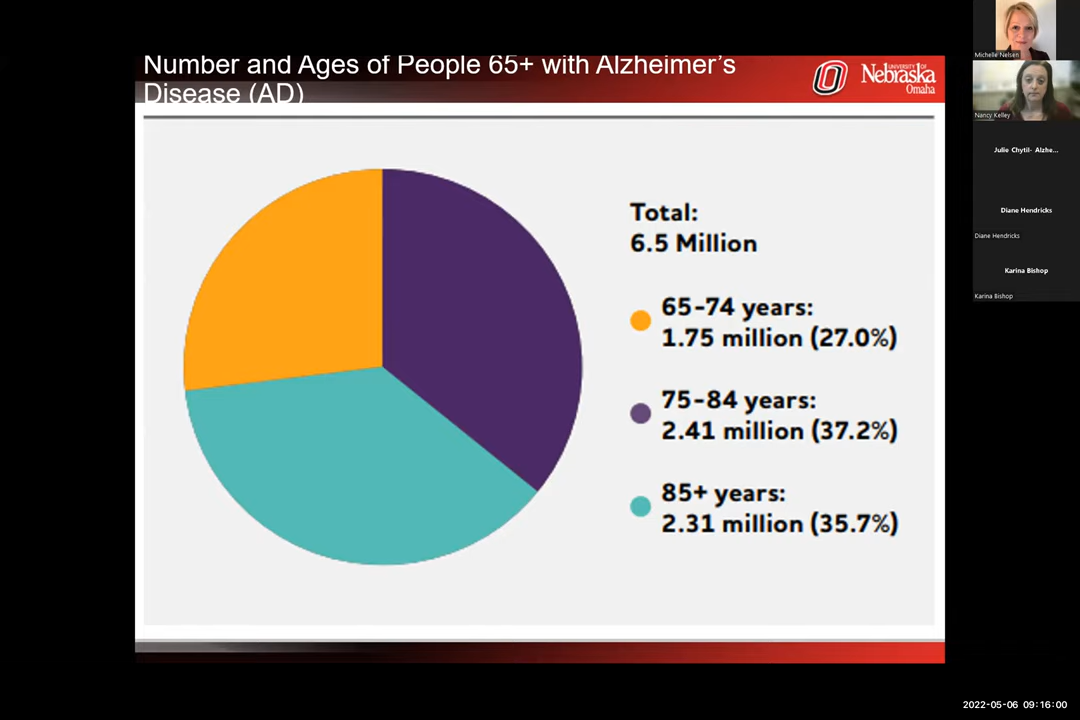 Number and Ages of People 65+ with Alzheimer's
Disease (AD)
UNIVERSITY OF
Nebraska
Omaha
Total:
6.5 Million
65-74 years:
1.75 million (27.0%)
75-84 years:
2.41 million (37.2%)
85+ years:
2.31 million (35.7%)
Michelle Nelsen
Nancy Kelley
Julie Chytil- Alzhe...
Diane Hendricks
Diane Hendricks
Karina Bishop
Karina Bishop
2022-05-06 09:16:00